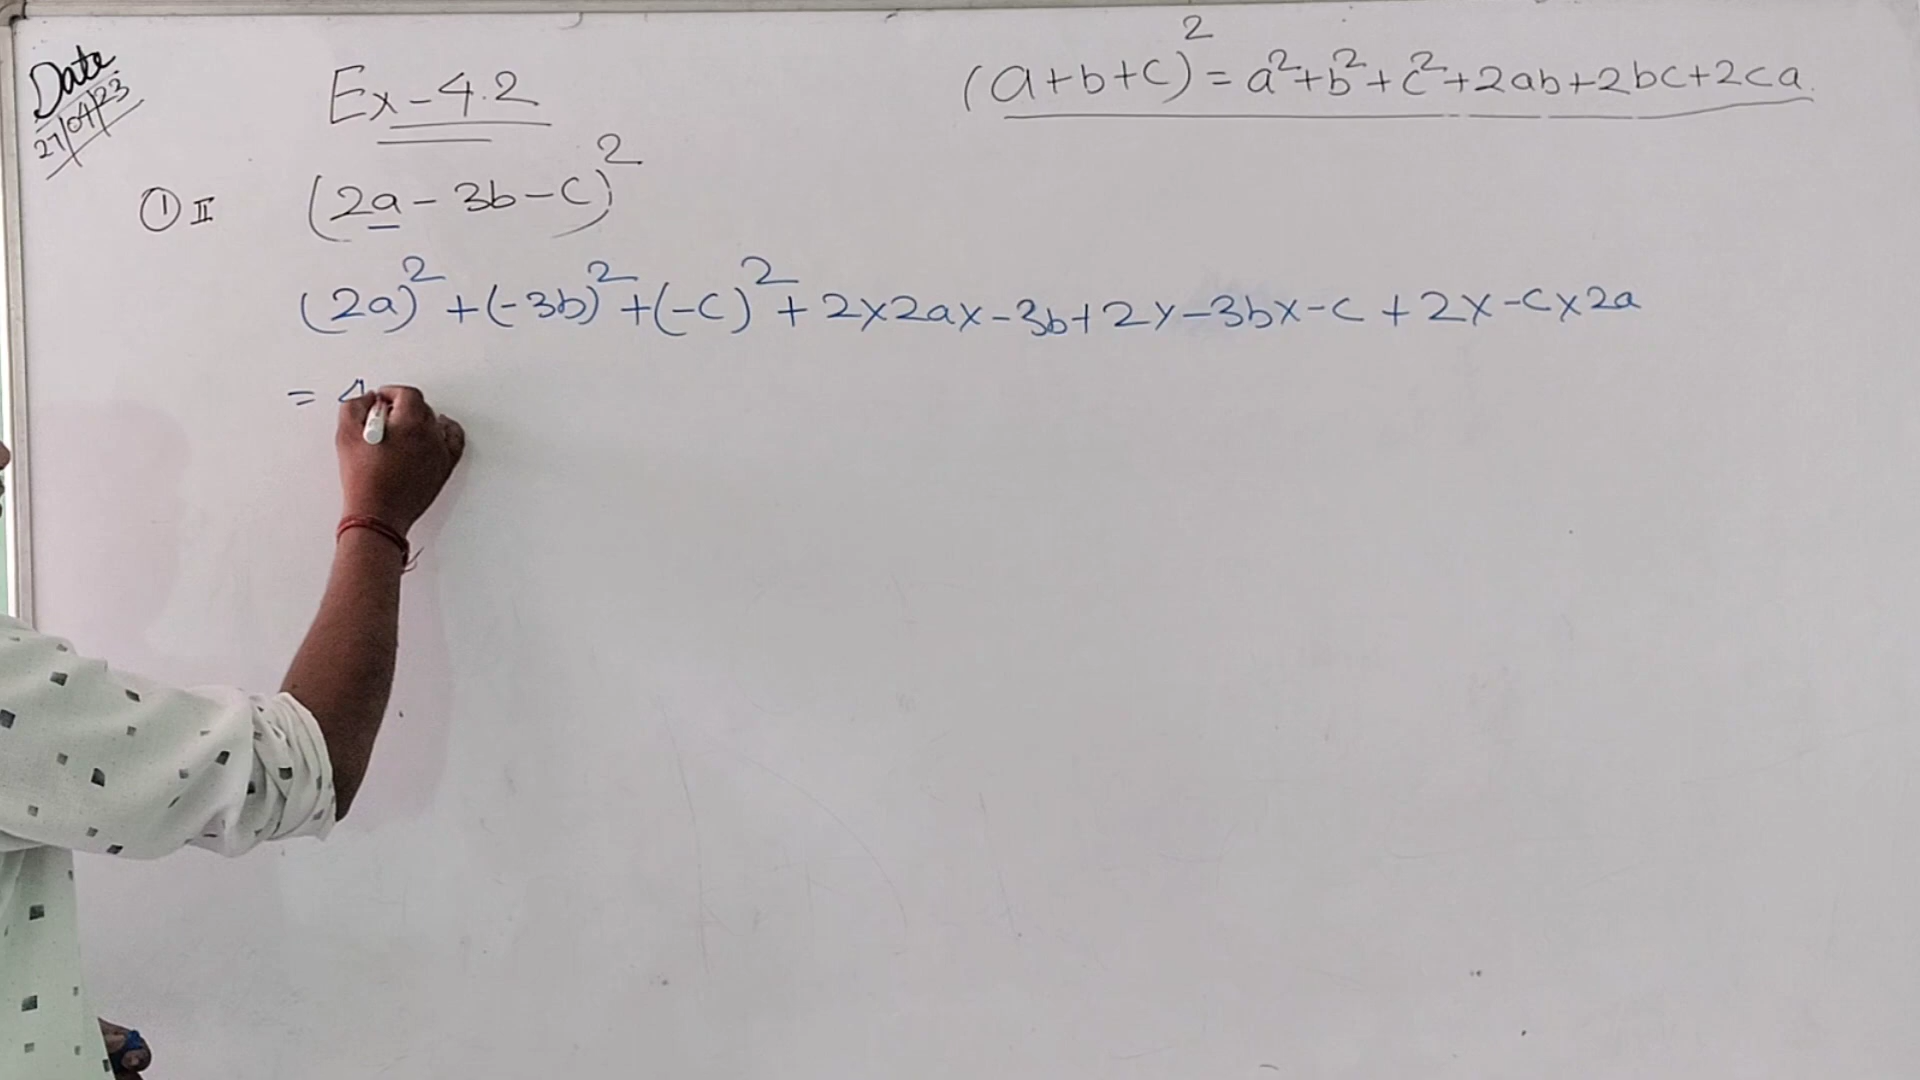 Date
27/04/23
Ex-4.2
(a+b+c)² = a²+b²+c²+2ab+2bc+2ca.
① II (2a-3b-c)²
(2a)²+(-3b)²+(-c)²+2×2a×-3b+2×-3b×-c+2×-c×2a
= 4